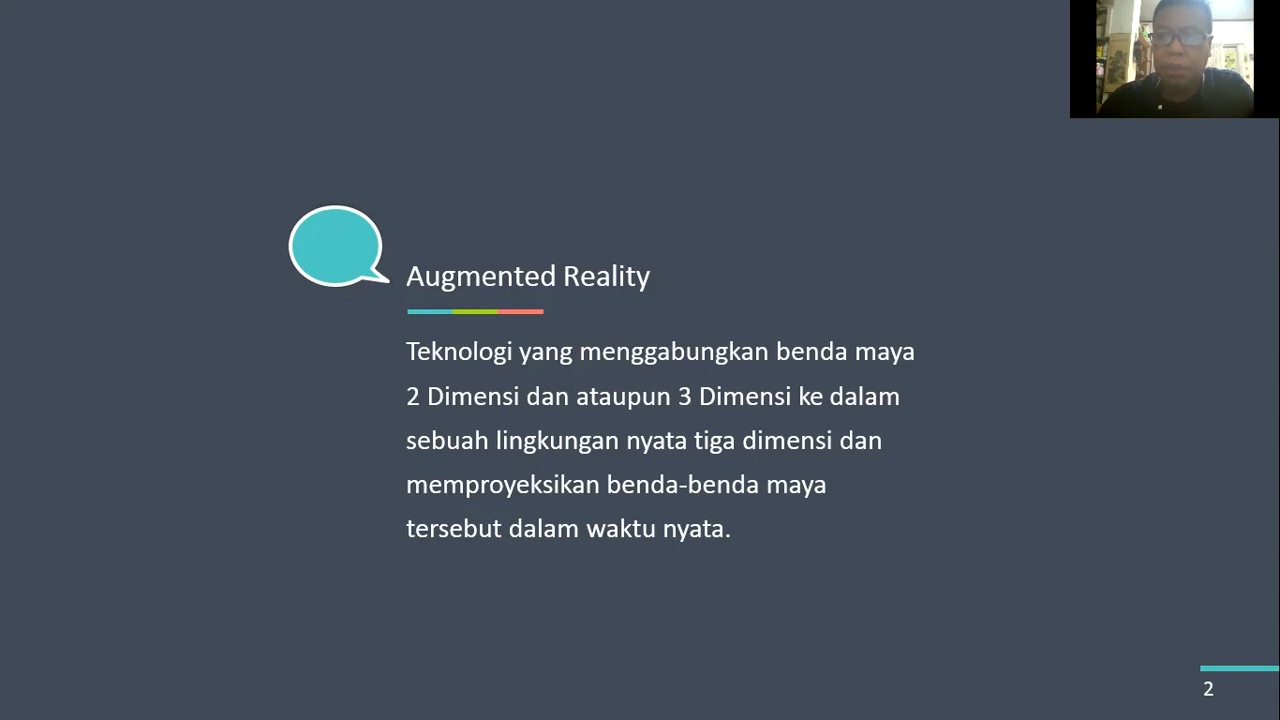 Augmented Reality
Teknologi yang menggabungkan benda maya
2 Dimensi dan ataupun 3 Dimensi ke dalam
sebuah lingkungan nyata tiga dimensi dan
memproyeksikan benda-benda maya
tersebut dalam waktu nyata.
2